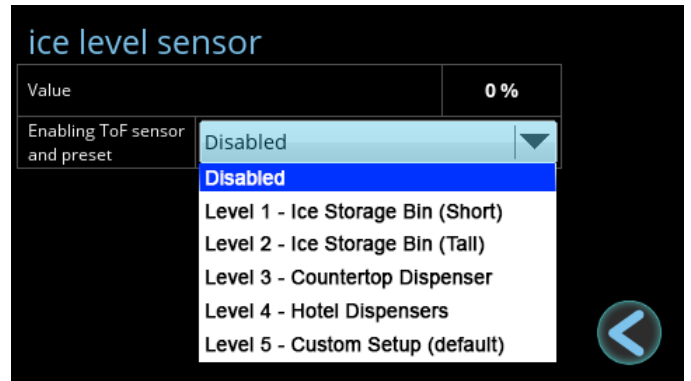 ice level sensor
Value 0 %
Enabling ToF sensor
and preset
Disabled
Disabled
Level 1 - Ice Storage Bin (Short)
Level 2 - Ice Storage Bin (Tall)
Level 3 - Countertop Dispenser
Level 4 - Hotel Dispensers
Level 5 - Custom Setup (default)